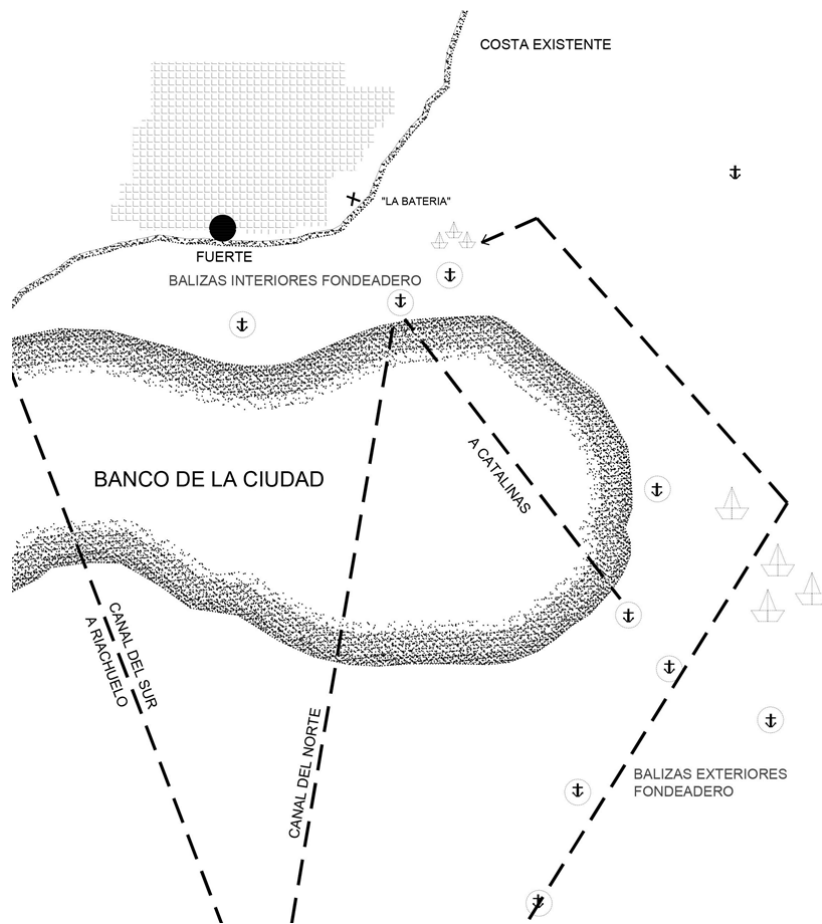 COSTA EXISTENTE
"LA BATERIA"
FUERTE
BALIZAS INTERIORES FONDEADERO
A CATALINAS
BANCO DE LA CIUDAD
CANAL DEL SUR
A RIACHUELO
CANAL DEL NORTE
BALIZAS EXTERIORES
FONDEADERO